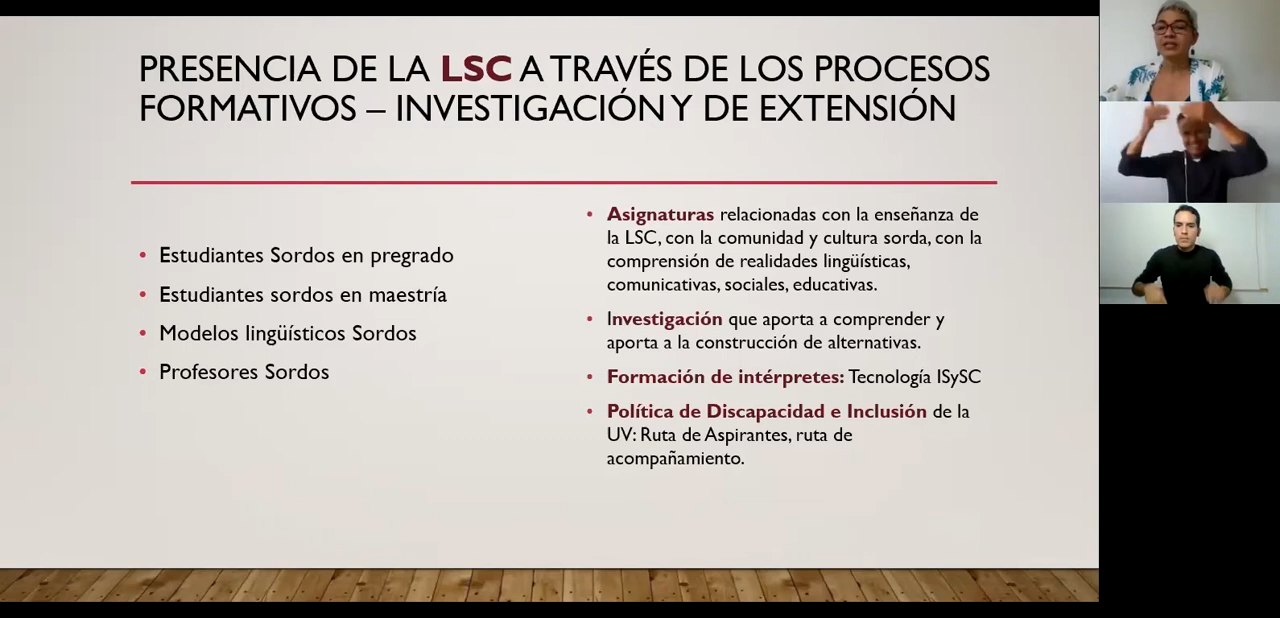 PRESENCIA DE LA LSC A TRAVÉS DE LOS PROCESOS
FORMATIVOS – INVESTIGACIÓN Y DE EXTENSIÓN
• Estudiantes Sordos en pregrado
• Estudiantes sordos en maestría
• Modelos lingüísticos Sordos
• Profesores Sordos
• Asignaturas relacionadas con la enseñanza de
la LSC, con la comunidad y cultura sorda, con la
comprensión de realidades lingüísticas,
comunicativas, sociales, educativas.
• Investigación que aporta a comprender y
aporta a la construcción de alternativas.
• Formación de intérpretes: Tecnología ISySC
• Política de Discapacidad e Inclusión de la
UV: Ruta de Aspirantes, ruta de
acompañamiento.